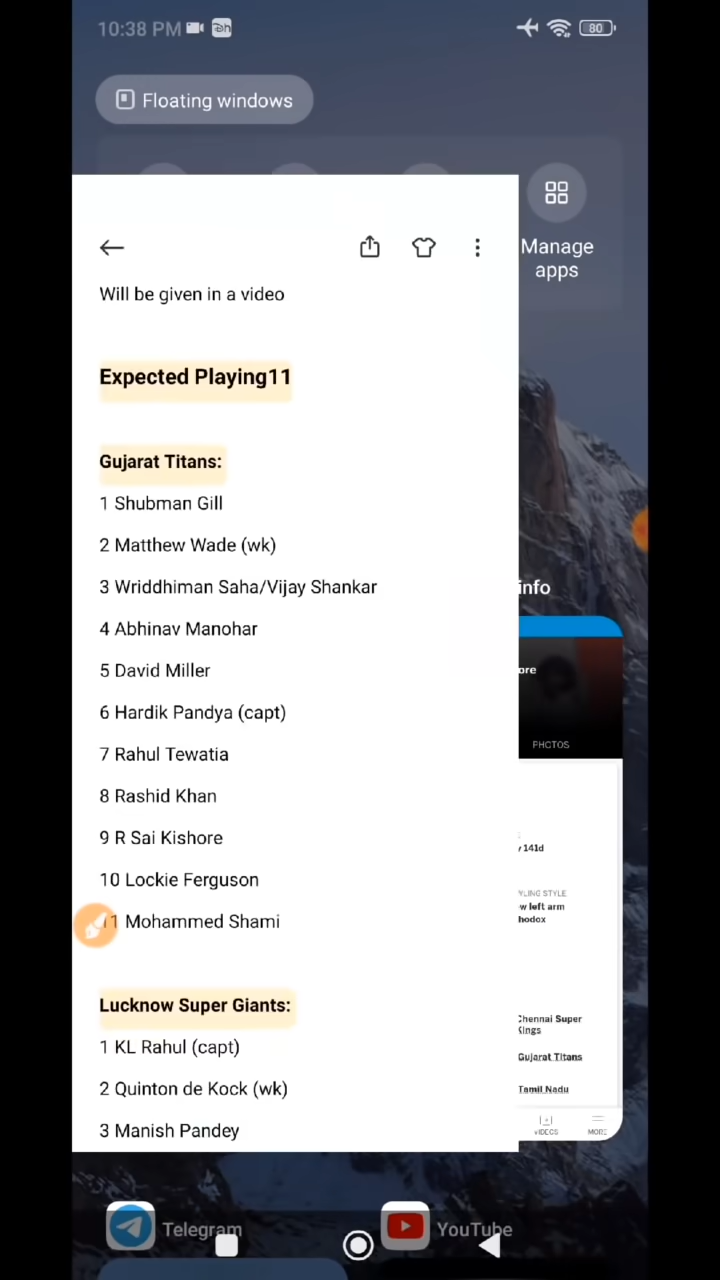 10:38 PM
80
Floating windows
Manage
apps
Will be given in a video
Expected Playing11
Gujarat Titans:
1 Shubman Gill
2 Matthew Wade (wk)
3 Wriddhiman Saha/Vijay Shankar
info
4 Abhinav Manohar
5 David Miller
ore
6 Hardik Pandya (capt)
PHOTOS
7 Rahul Tewatia
8 Rashid Khan
9 R Sai Kishore
141d
10 Lockie Ferguson
YLING STYLE
w left arm
hodox
11 Mohammed Shami
Lucknow Super Giants:
Chennai Super
Kings
1 KL Rahul (capt)
Gujarat Titans
2 Quinton de Kock (wk)
Tamil Nadu
3 Manish Pandey
VIDEOS
MORE
Telegram
YouTube